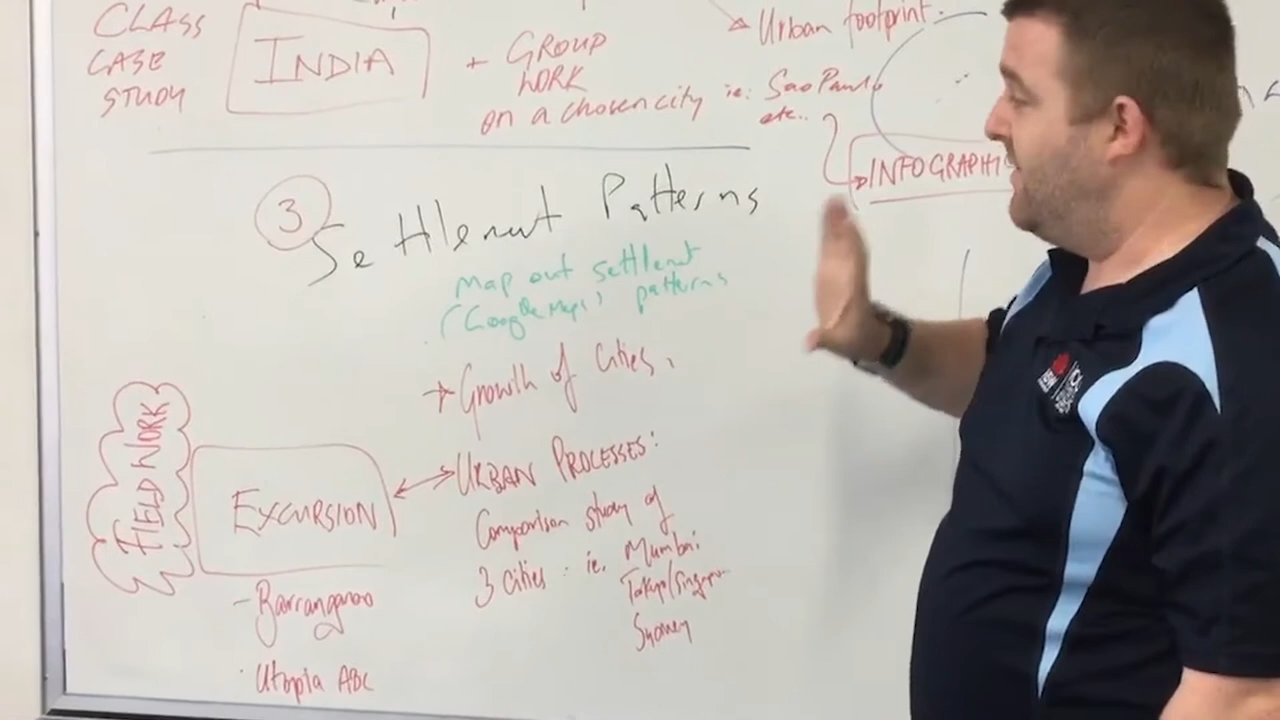 CLASS
CASE
STUDY
INDIA
+ GROUP
WORK
on a chosen city ie: Sao Paulo
etc..
Urban footprint.
INFOGRAPHI
3
Settlement Patterns
Map out settlement
(Google Maps) patterns
→ Growth of Cities.
FIELD WORK
EXCURSION
- Barrangaroo
· Utopia ABC
URBAN PROCESSES:
Comparison study of
3 Cities : ie. Mumbai
Tokyo/Singapore
Sydney